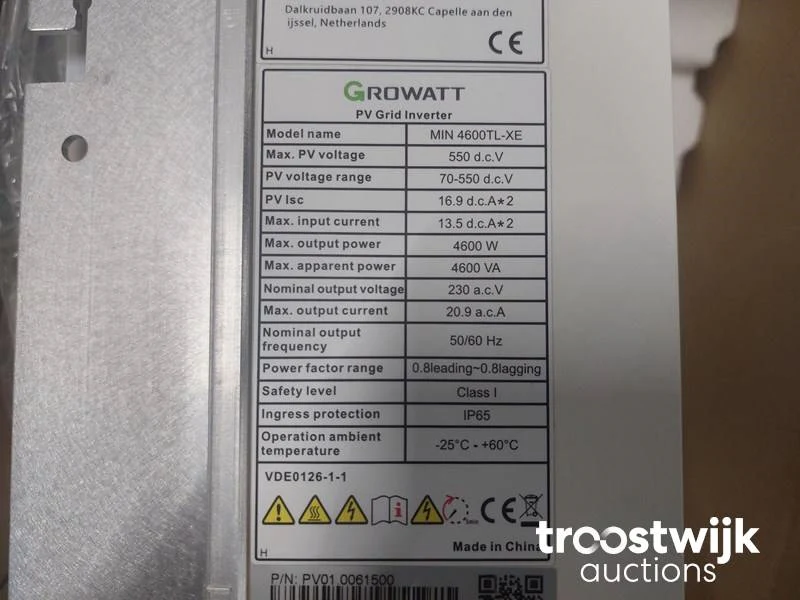 Dalkruidbaan 107, 2908KC Capelle aan den
ijssel, Netherlands
H
CE
GROWATT
PV Grid Inverter
Model name MIN 4600TL-XE
Max. PV voltage 550 d.c.V
PV voltage range 70-550 d.c.V
PV Isc 16.9 d.c.A*2
Max. input current 13.5 d.c.A*2
Max. output power 4600 W
Max. apparent power 4600 VA
Nominal output voltage 230 a.c.V
Max. output current 20.9 a.c.A
Nominal output
frequency 50/60 Hz
Power factor range 0.8leading~0.8lagging
Safety level Class I
Ingress protection IP65
Operation ambient
temperature -25°C - +60°C
VDE0126-1-1
CE
H
Made in China
P/N: PV01.0061500
troostwijk
auctions